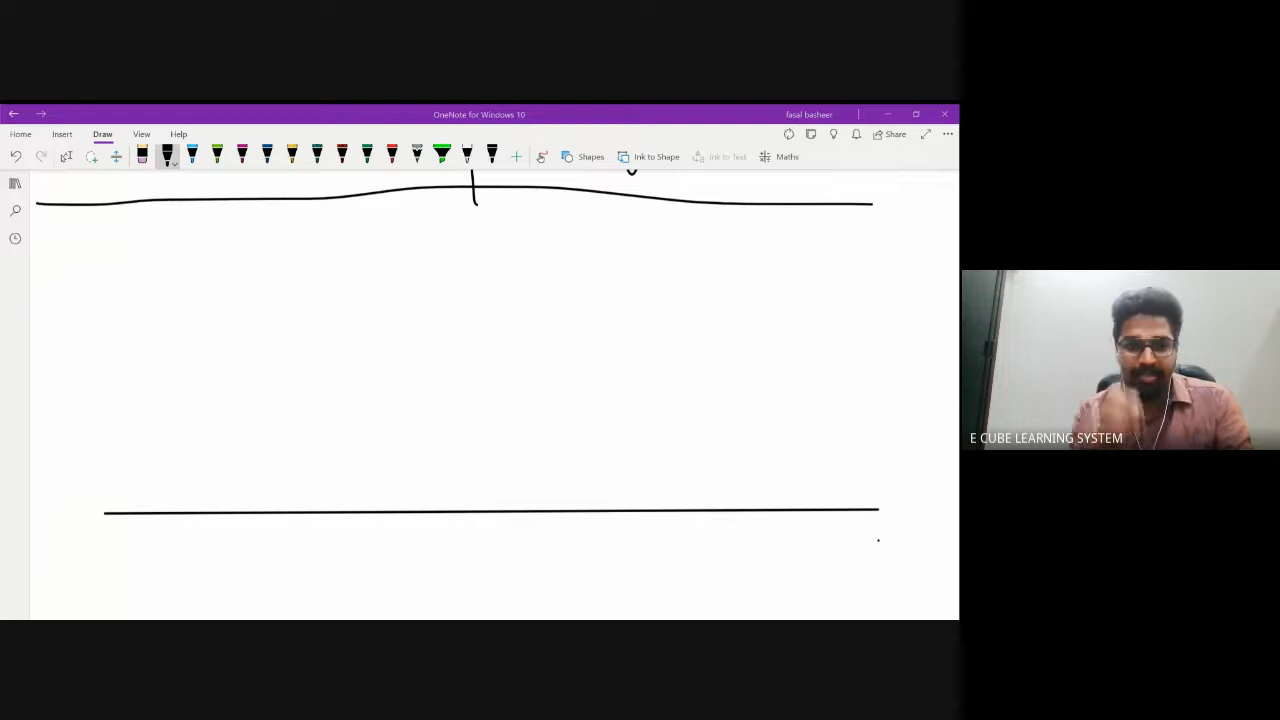 OneNote for Windows 10
fasal basheer
Home Insert Draw View Help
Share
Shapes Ink to Shape Ink to Text Maths
E CUBE LEARNING SYSTEM